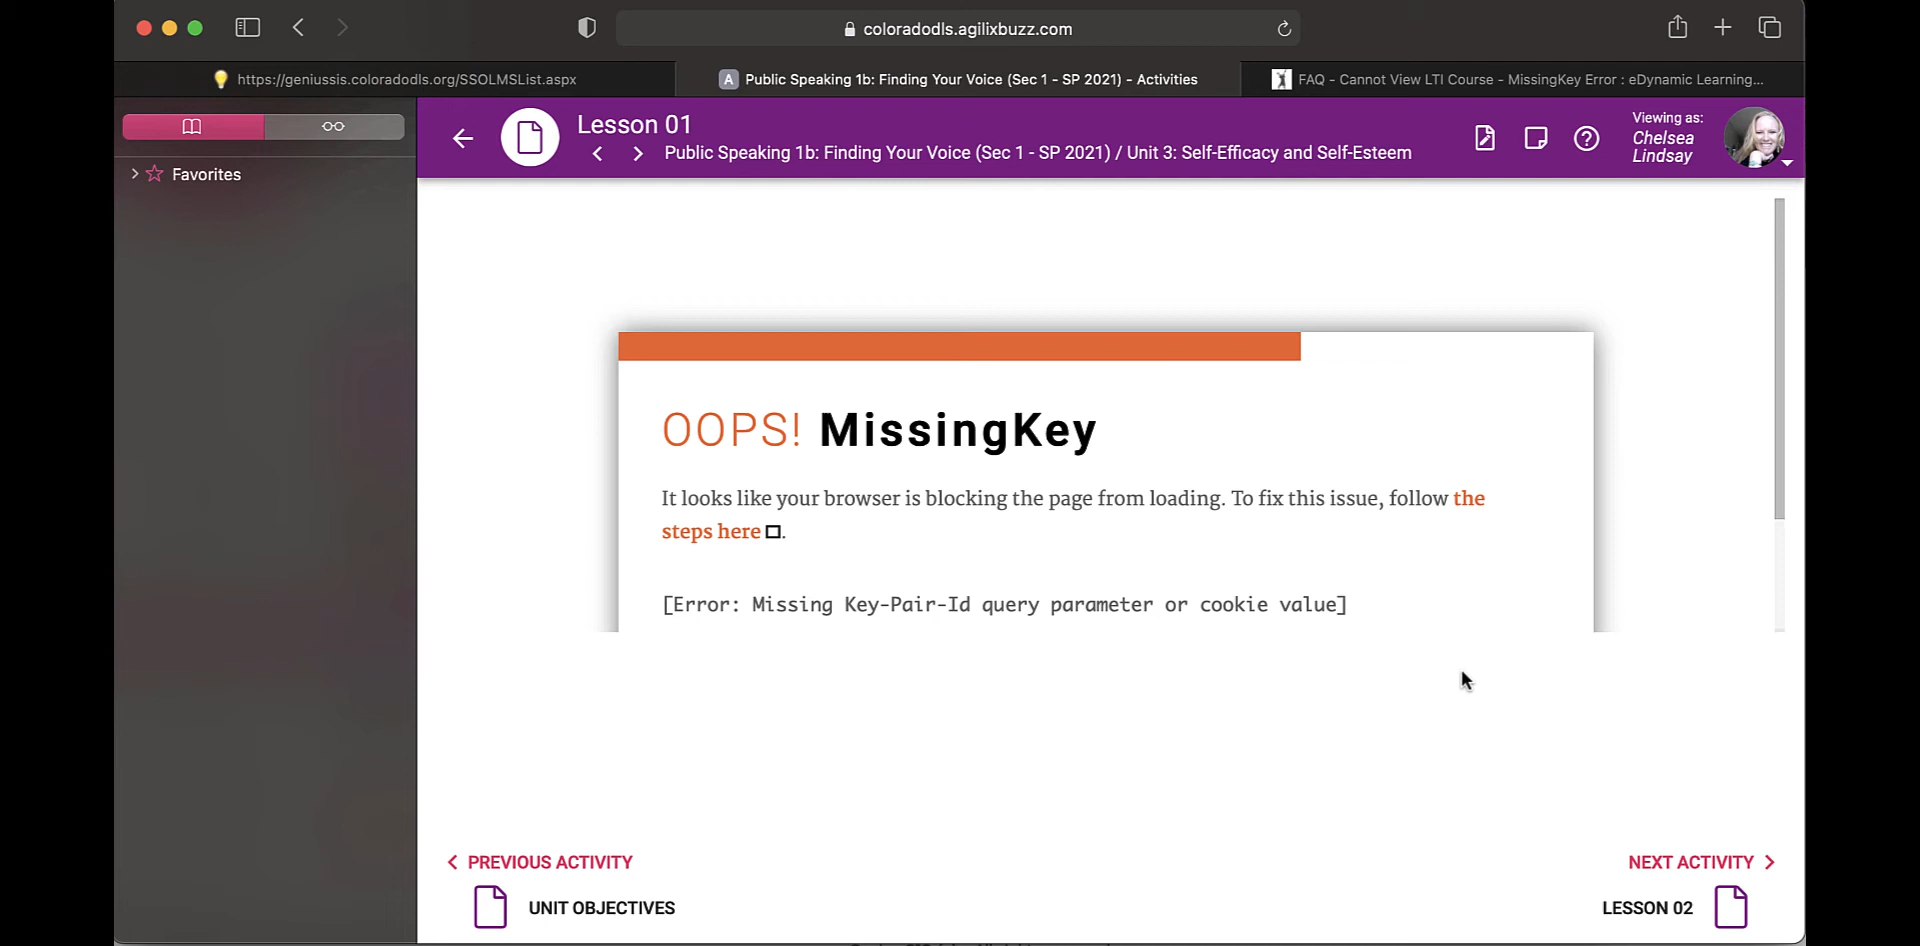 coloradodls.agilixbuzz.com
https://geniussis.coloradodls.org/SSOLMSList.aspx
A Public Speaking 1b: Finding Your Voice (Sec 1 - SP 2021) - Activities
FAQ - Cannot View LTI Course - MissingKey Error : eDynamic Learning...
Favorites
Lesson 01
Public Speaking 1b: Finding Your Voice (Sec 1 - SP 2021) / Unit 3: Self-Efficacy and Self-Esteem
Viewing as:
Chelsea
Lindsay
OOPS! MissingKey
It looks like your browser is blocking the page from loading. To fix this issue, follow the
steps here.
[Error: Missing Key-Pair-Id query parameter or cookie value]
PREVIOUS ACTIVITY
NEXT ACTIVITY
UNIT OBJECTIVES
LESSON 02